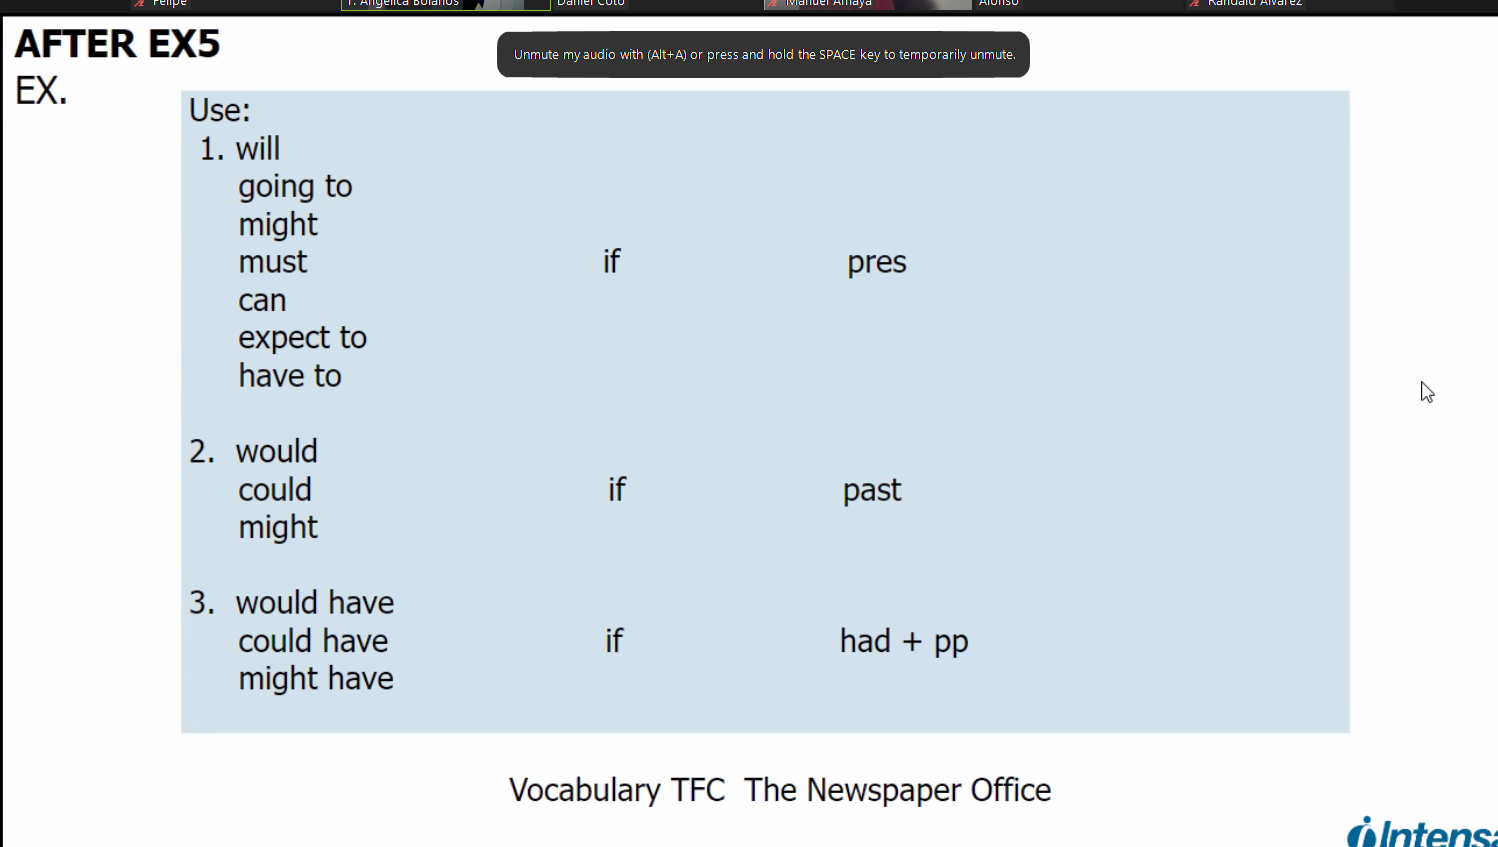 Felipe
T. Angelica Bolaños
Daniel Coto
Manuel Amaya
Alonso
Randald Alvarez
AFTER EX5
Unmute my audio with (Alt+A) or press and hold the SPACE key to temporarily unmute.
EX.
Use:
1. will
going to
might
must if pres
can
expect to
have to
2. would
could if past
might
3. would have
could have if had + pp
might have
Vocabulary TFC The Newspaper Office
Intensa